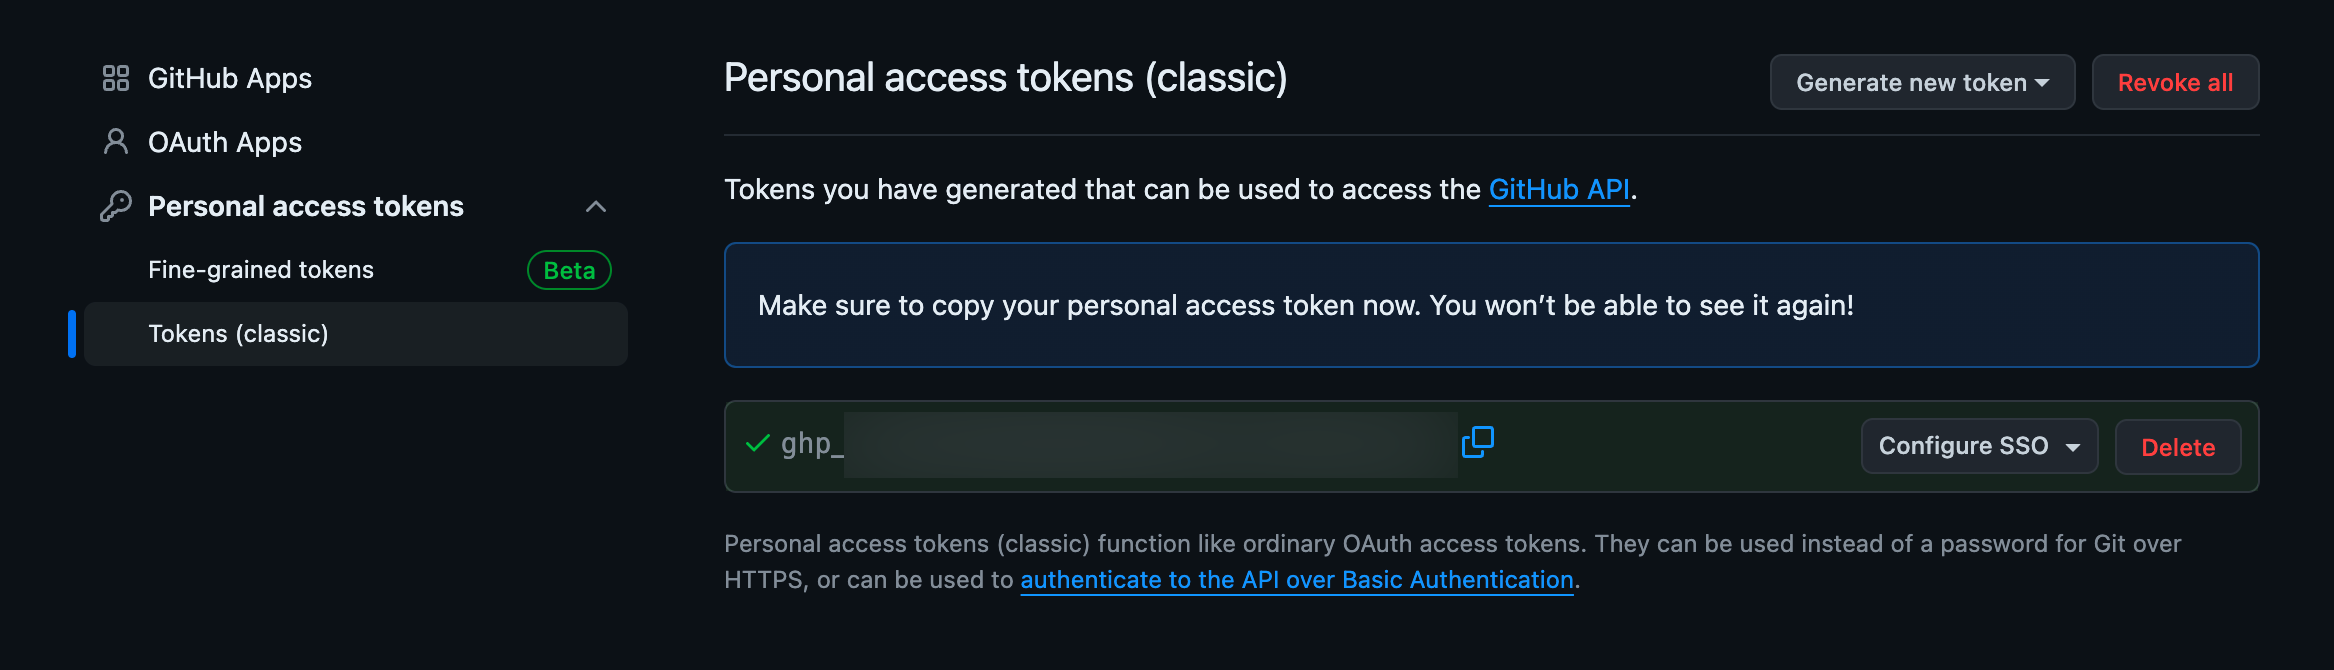 GitHub Apps
OAuth Apps
Personal access tokens
Fine-grained tokens Beta
Tokens (classic)
Personal access tokens (classic)
Generate new token
Revoke all
Tokens you have generated that can be used to access the GitHub API.
Make sure to copy your personal access token now. You won’t be able to see it again!
ghp_
Configure SSO
Delete
Personal access tokens (classic) function like ordinary OAuth access tokens. They can be used instead of a password for Git over
HTTPS, or can be used to authenticate to the API over Basic Authentication.